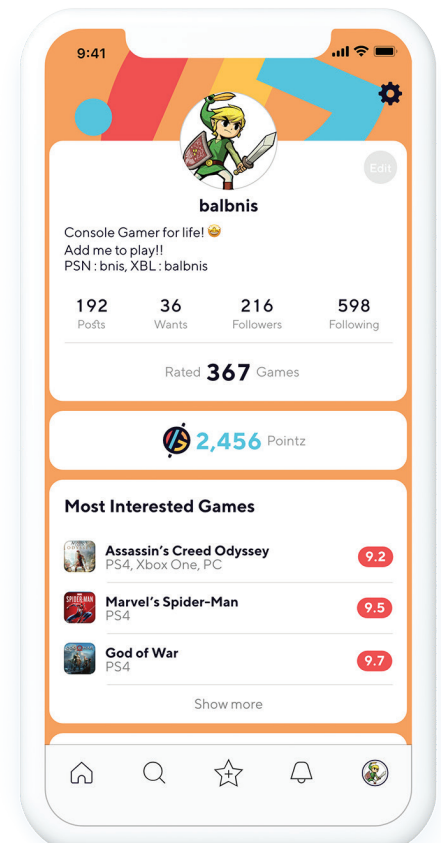 9:41
Edit
balbnis
Console Gamer for life! 🤩
Add me to play!!
PSN : bnis, XBL : balbnis
192 36 216 598
Posts Wants Followers Following
Rated 367 Games
2,456 Pointz
Most Interested Games
Assassin's Creed Odyssey
PS4, Xbox One, PC
9.2
SPIDER-MAN
Marvel's Spider-Man
PS4
9.5
God of War
PS4
9.7
Show more